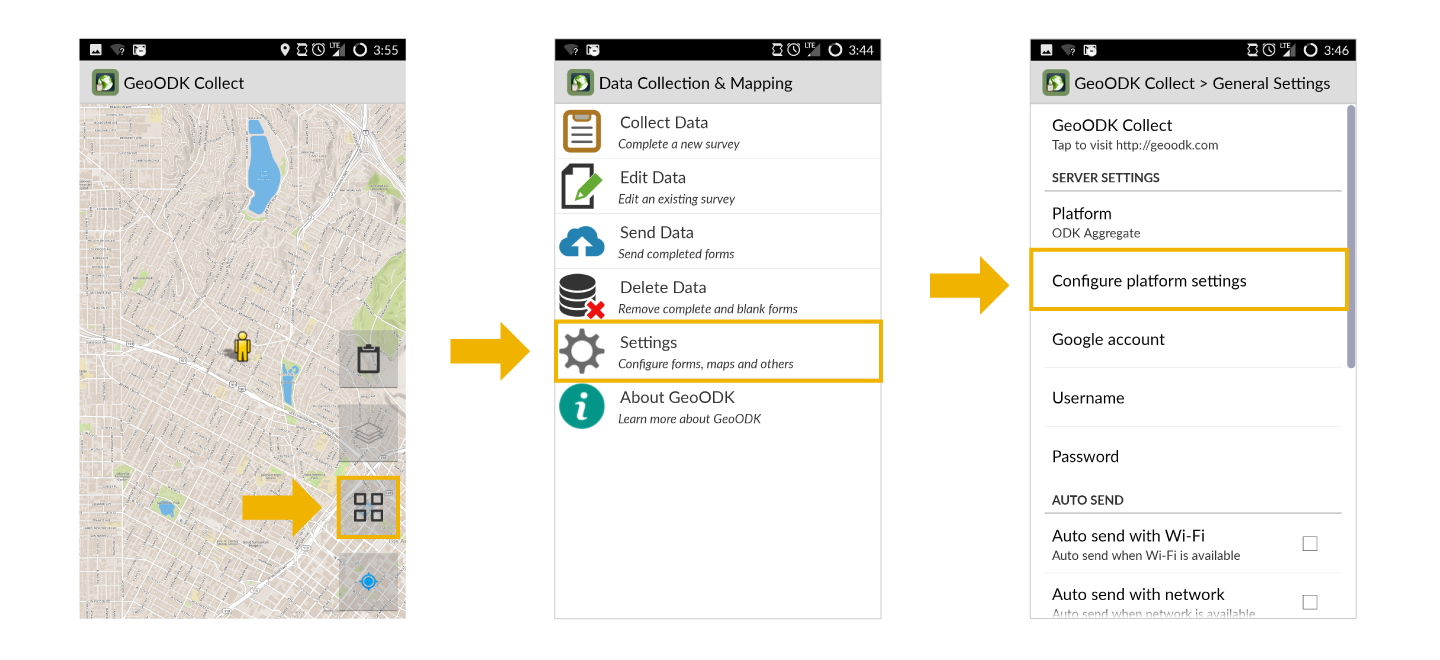 LTE 3:55
GeoODK Collect
LTE 3:44
Data Collection & Mapping
Collect Data
Complete a new survey
Edit Data
Edit an existing survey
Send Data
Send completed forms
Delete Data
Remove complete and blank forms
Settings
Configure forms, maps and others
About GeoODK
Learn more about GeoODK
LTE 3:46
GeoODK Collect > General Settings
GeoODK Collect
Tap to visit http://geoodk.com
SERVER SETTINGS
Platform
ODK Aggregate
Configure platform settings
Google account
Username
Password
AUTO SEND
Auto send with Wi-Fi
Auto send when Wi-Fi is available
Auto send with network
Auto send when network is available